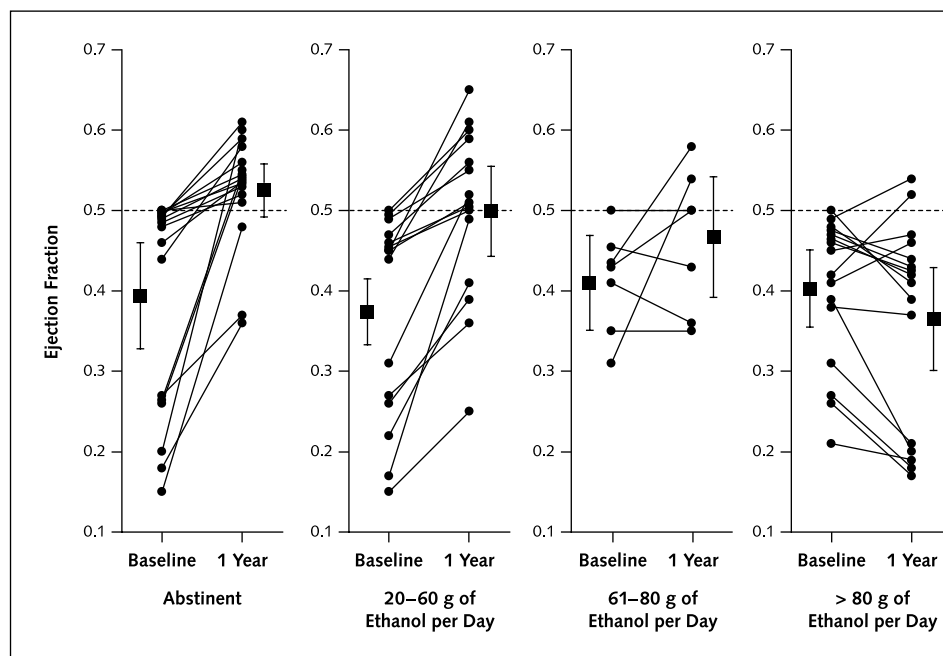 Ejection Fraction
0.7
0.6
0.5
0.4
0.3
0.2
0.1
Baseline 1 Year
Abstinent
0.7
0.6
0.5
0.4
0.3
0.2
0.1
Baseline 1 Year
20–60 g of
Ethanol per Day
0.7
0.6
0.5
0.4
0.3
0.2
0.1
Baseline 1 Year
61–80 g of
Ethanol per Day
0.7
0.6
0.5
0.4
0.3
0.2
0.1
Baseline 1 Year
> 80 g of
Ethanol per Day